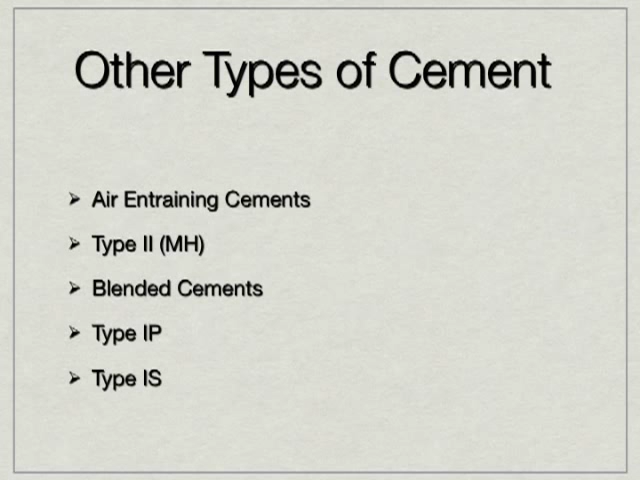 Other Types of Cement
➢ Air Entraining Cements
➢ Type II (MH)
➢ Blended Cements
➢ Type IP
➢ Type IS